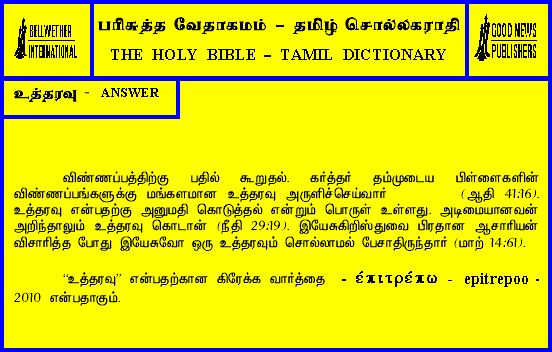 BELLWETHER
INTERNATIONAL
பரிசுத்த வேதாகமம் – தமிழ் சொல்லகராதி
THE HOLY BIBLE – TAMIL DICTIONARY
GOOD NEWS
PUBLISHERS
உத்தரவு - ANSWER
விண்ணப்பத்திற்கு பதில் கூறுதல். கர்த்தர் தம்முடைய பிள்ளைகளின்
விண்ணப்பங்களுக்கு மங்களமான உத்தரவு அருளிச்செய்வார் (ஆதி 41:16).
உத்தரவு என்பதற்கு அனுமதி கொடுத்தல் என்றும் பொருள் உள்ளது. அடிமையானவன்
அறிந்தாலும் உத்தரவு கொடான் (நீதி 29:19). இயேசுகிறிஸ்துவை பிரதான ஆசாரியன்
விசாரித்த போது இயேசுவோ ஒரு உத்தரவும் சொல்லாமல் பேசாதிருந்தார் (மாற் 14:61).
“உத்தரவு” என்பதற்கான கிரேக்க வார்த்தை - έπιτρέπω - epitrepoo -
2010 என்பதாகும்.